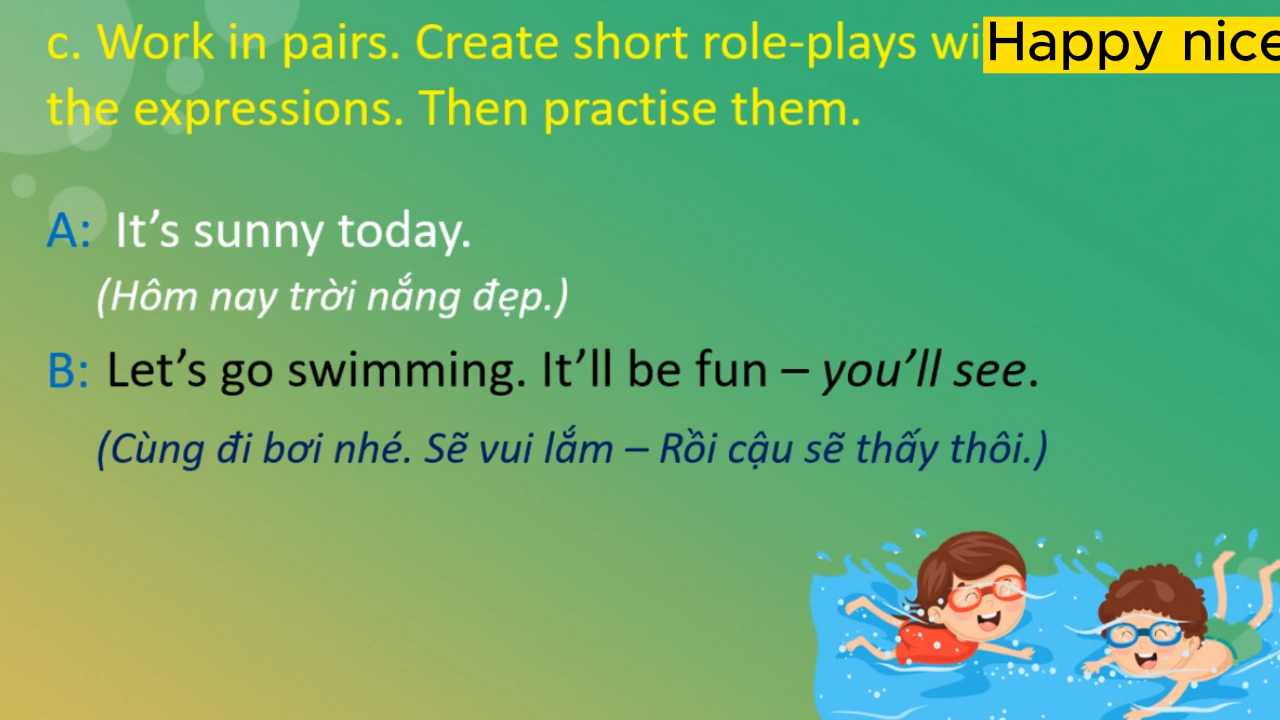 c. Work in pairs. Create short role-plays wi
Happy nice
the expressions. Then practise them.
A: It’s sunny today.
(Hôm nay trời nắng đẹp.)
B: Let’s go swimming. It’ll be fun – you’ll see.
(Cùng đi bơi nhé. Sẽ vui lắm – Rồi cậu sẽ thấy thôi.)